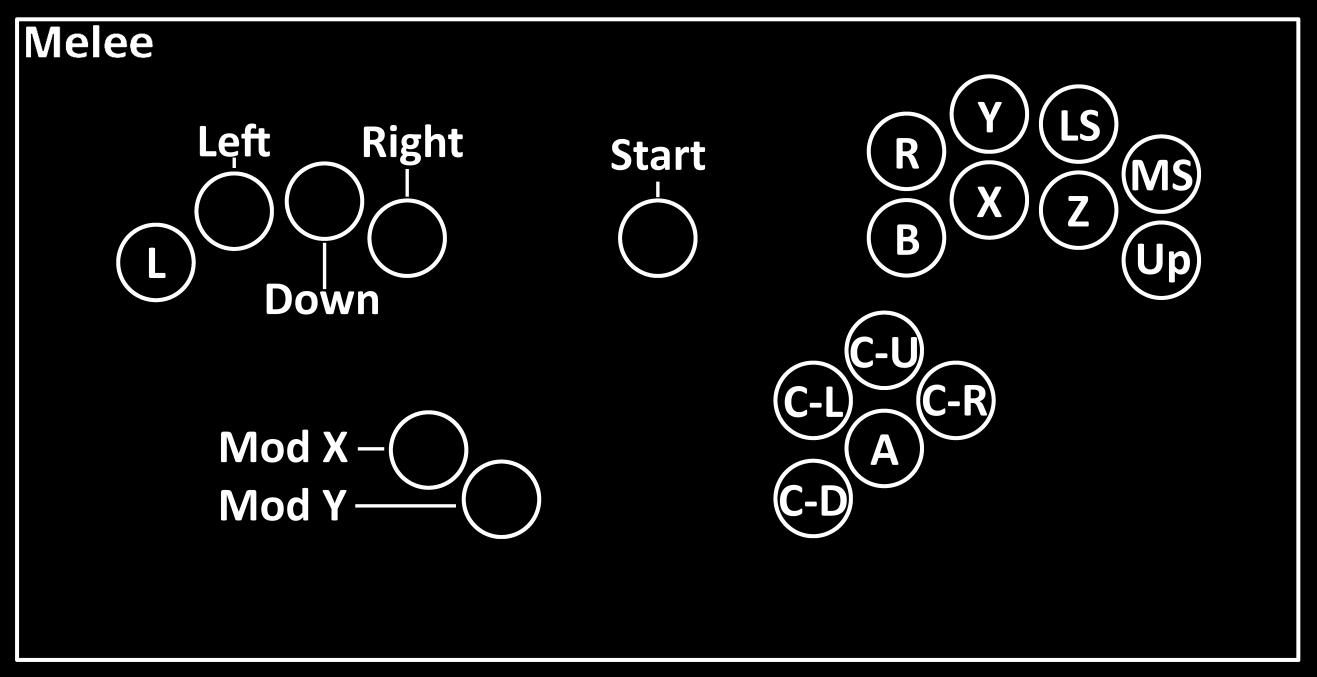 Melee
Left
Right
Start
L
Down
R
Y
LS
MS
B
X
Z
Up
C-U
C-L
C-R
A
C-D
Mod X
Mod Y